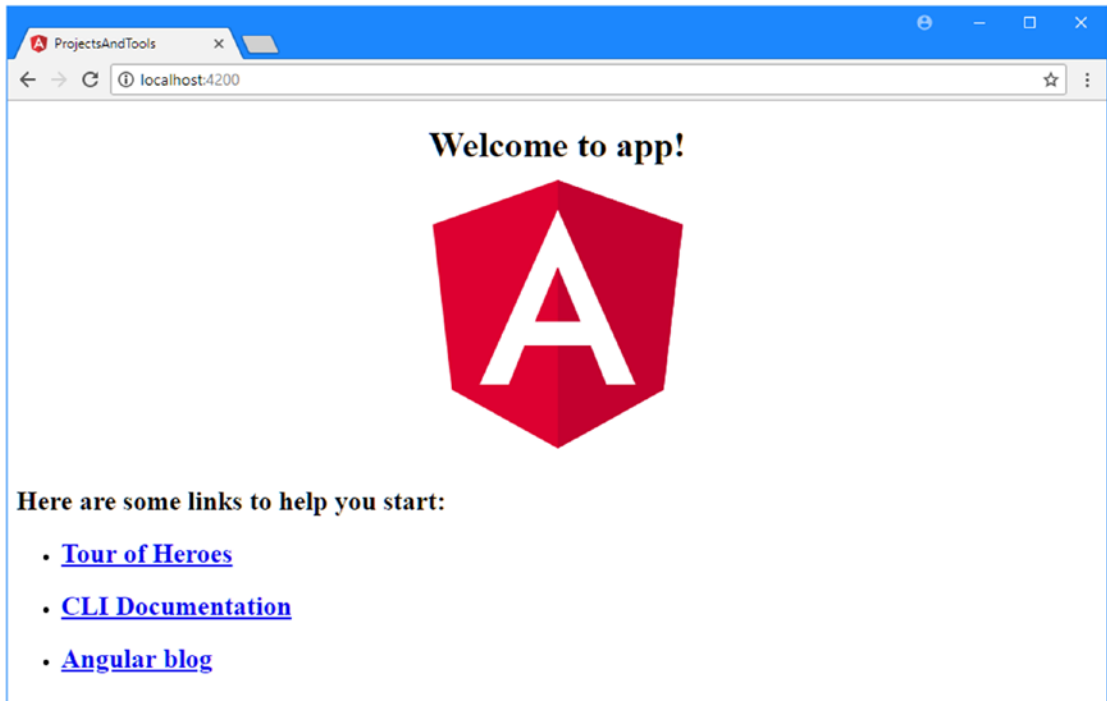 ProjectsAndTools
localhost:4200
Welcome to app!
A
Here are some links to help you start:
Tour of Heroes
CLI Documentation
Angular blog